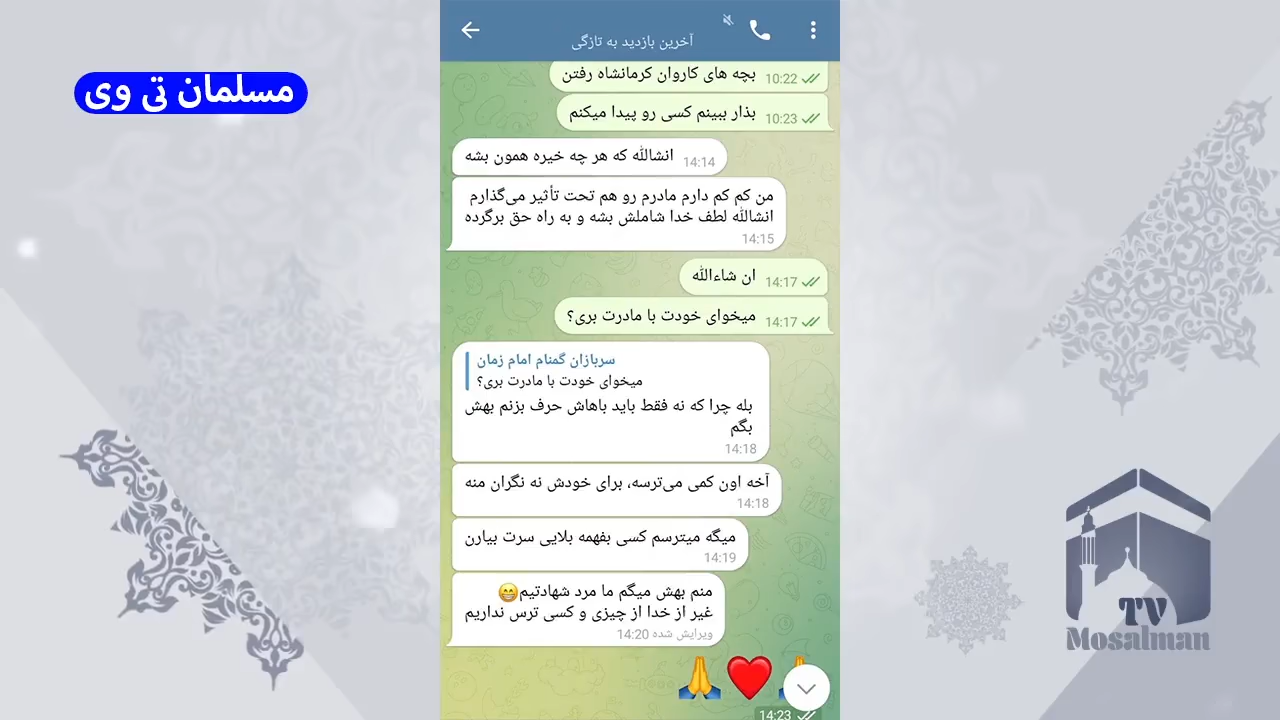 آخرین بازدید به تازگی
مسلمان تی وی
بچه های کاروان کرمانشاه رفتن
10:22
بذار ببینم کسی رو پیدا میکنم
10:23
انشالله که هر چه خیره همون بشه
14:14
من کم کم دارم مادرم رو هم تحت تأثیر می‌گذارم
انشالله لطف خدا شاملش بشه و به راه حق برگرده
14:15
ان شاءالله
14:17
میخوای خودت با مادرت بری؟
14:17
سربازان گمنام امام زمان
میخوای خودت با مادرت بری؟
بله چرا که نه فقط باید باهاش حرف بزنم بهش
بگم
14:18
آخه اون کمی می‌ترسه، برای خودش نه نگران منه
14:18
میگه میترسم کسی بفهمه بلایی سرت بیارن
14:19
منم بهش میگم ما مرد شهادتیم😁
غیر از خدا از چیزی و کسی ترس نداریم
ویرایش شده 14:20
14:23
TV
Mosalman